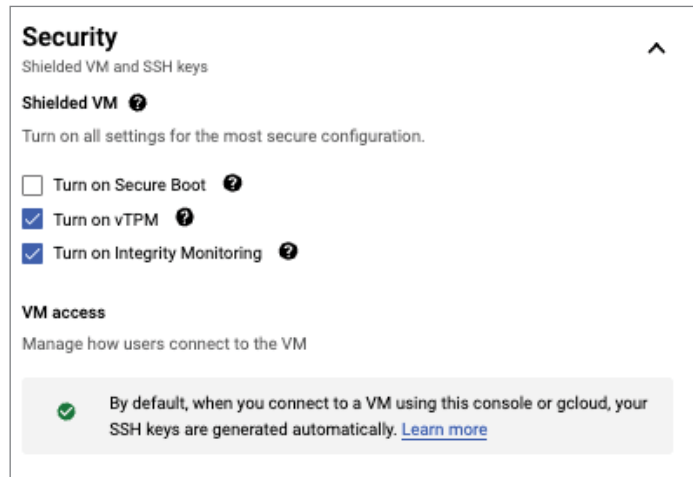 Security
Shielded VM and SSH keys
Shielded VM
Turn on all settings for the most secure configuration.
Turn on Secure Boot
Turn on vTPM
Turn on Integrity Monitoring
VM access
Manage how users connect to the VM
By default, when you connect to a VM using this console or gcloud, your
SSH keys are generated automatically. Learn more